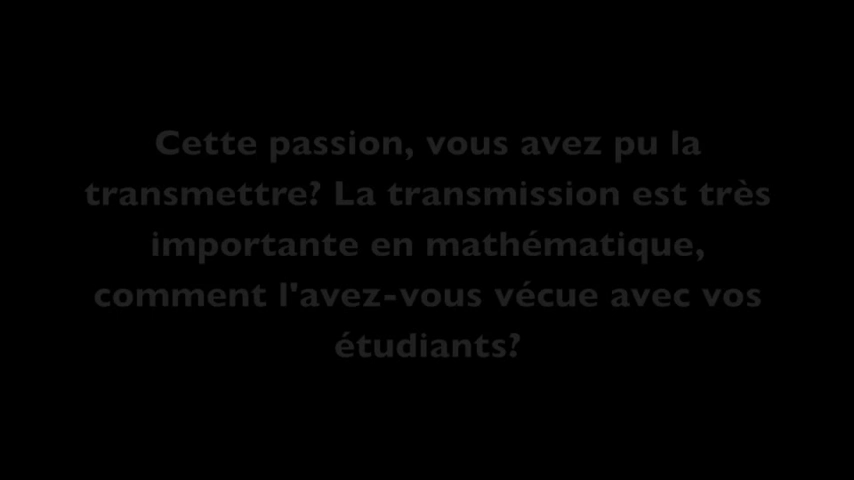 Cette passion, vous avez pu la
transmettre? La transmission est très
importante en mathématique,
comment l'avez-vous vécue avec vos
étudiants?